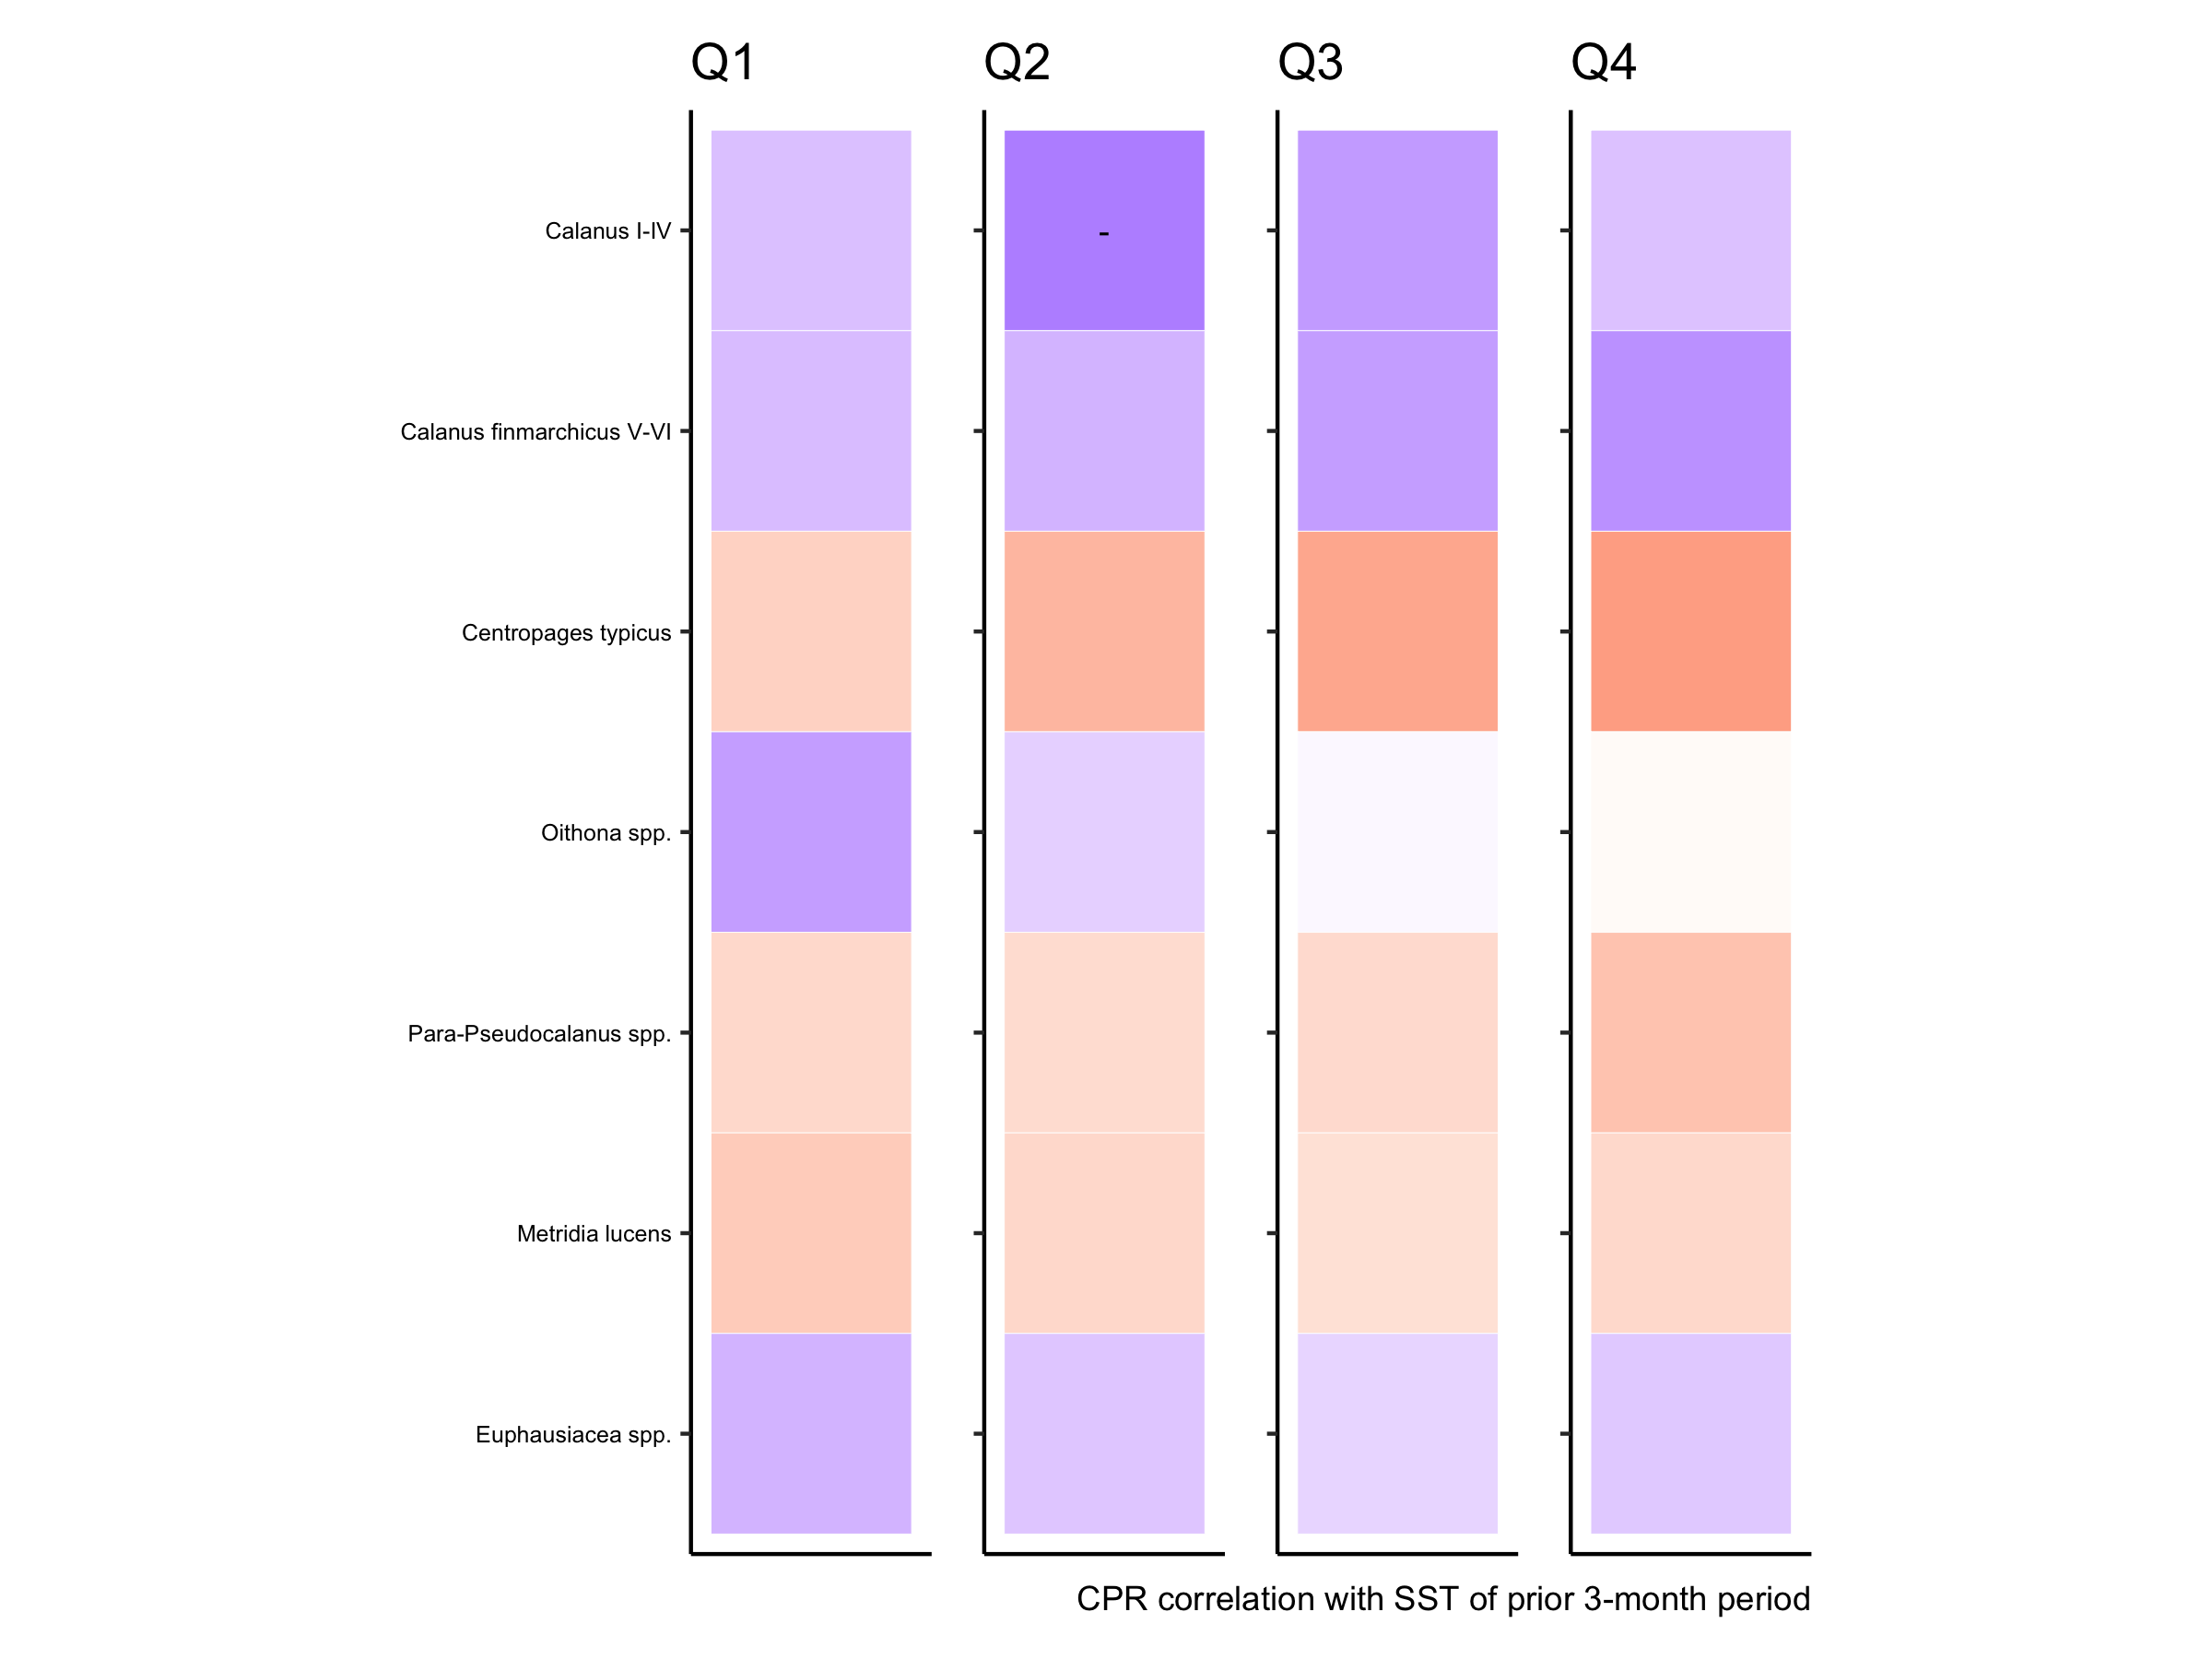 Q1 Q2 Q3 Q4
Calanus I-IV
-
Calanus finmarchicus V-VI
Centropages typicus
Oithona spp.
Para-Pseudocalanus spp.
Metridia lucens
Euphausiacea spp.
CPR correlation with SST of prior 3-month period